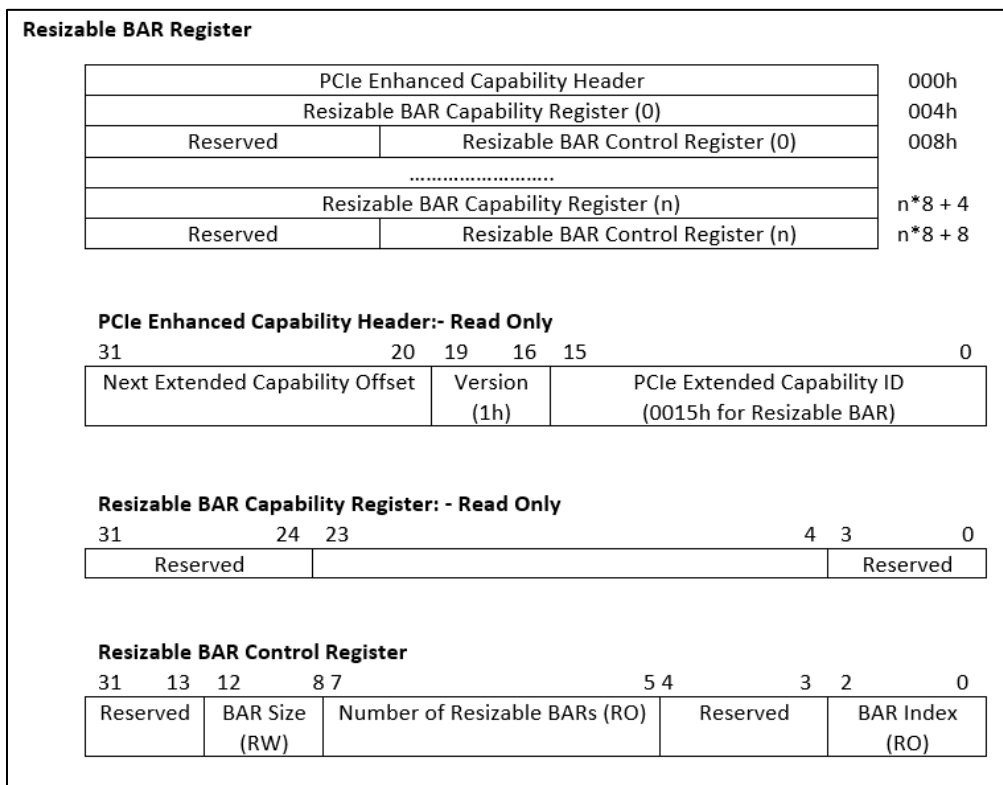 Resizable BAR Register
PCIe Enhanced Capability Header 000h
Resizable BAR Capability Register (0) 004h
Reserved Resizable BAR Control Register (0) 008h
……………………..
Resizable BAR Capability Register (n) n*8 + 4
Reserved Resizable BAR Control Register (n) n*8 + 8
PCIe Enhanced Capability Header:- Read Only
31 20 19 16 15 0
Next Extended Capability Offset Version PCIe Extended Capability ID
(1h) (0015h for Resizable BAR)
Resizable BAR Capability Register: - Read Only
31 24 23 4 3 0
Reserved Reserved
Resizable BAR Control Register
31 13 12 8 7 5 4 3 2 0
Reserved BAR Size Number of Resizable BARs (RO) Reserved BAR Index
(RW) (RO)